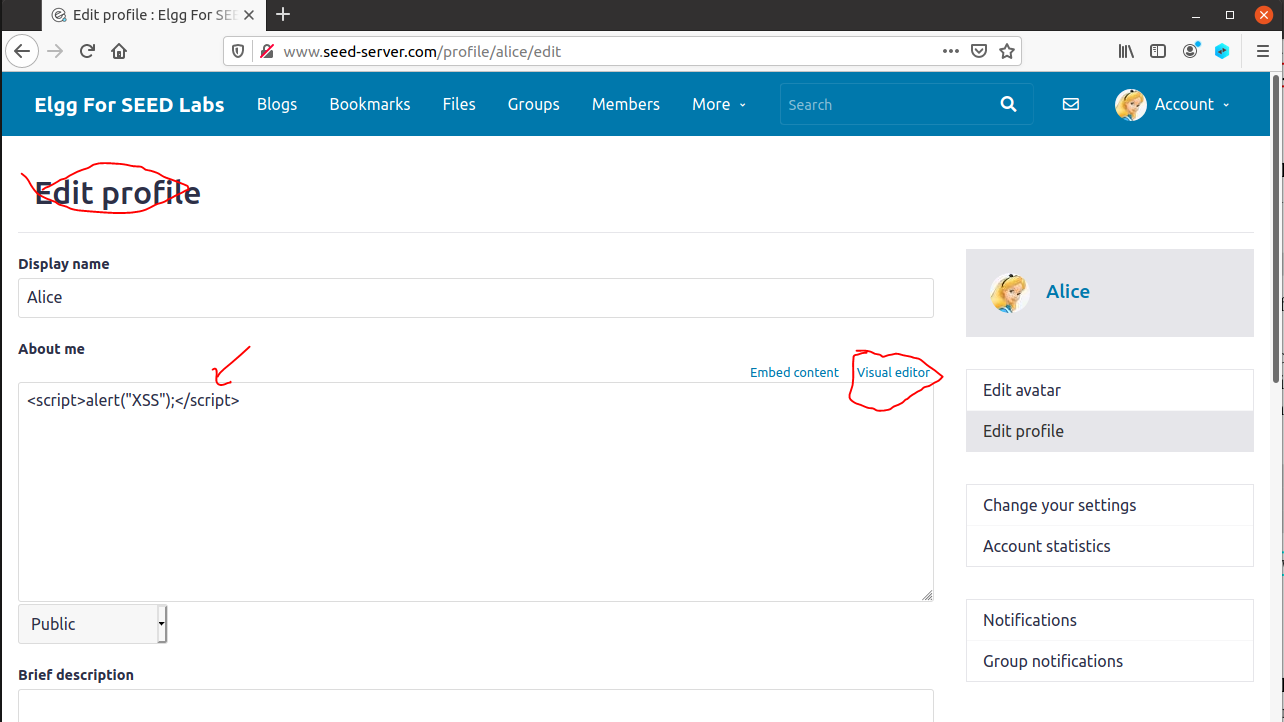 Edit profile : Elgg For SEE
www.seed-server.com/profile/alice/edit
Elgg For SEED Labs Blogs Bookmarks Files Groups Members More Search Account
Edit profile
Display name
Alice
About me
Embed content Visual editor
<script>alert("XSS");</script>
Public
Brief description
Alice
Edit avatar
Edit profile
Change your settings
Account statistics
Notifications
Group notifications